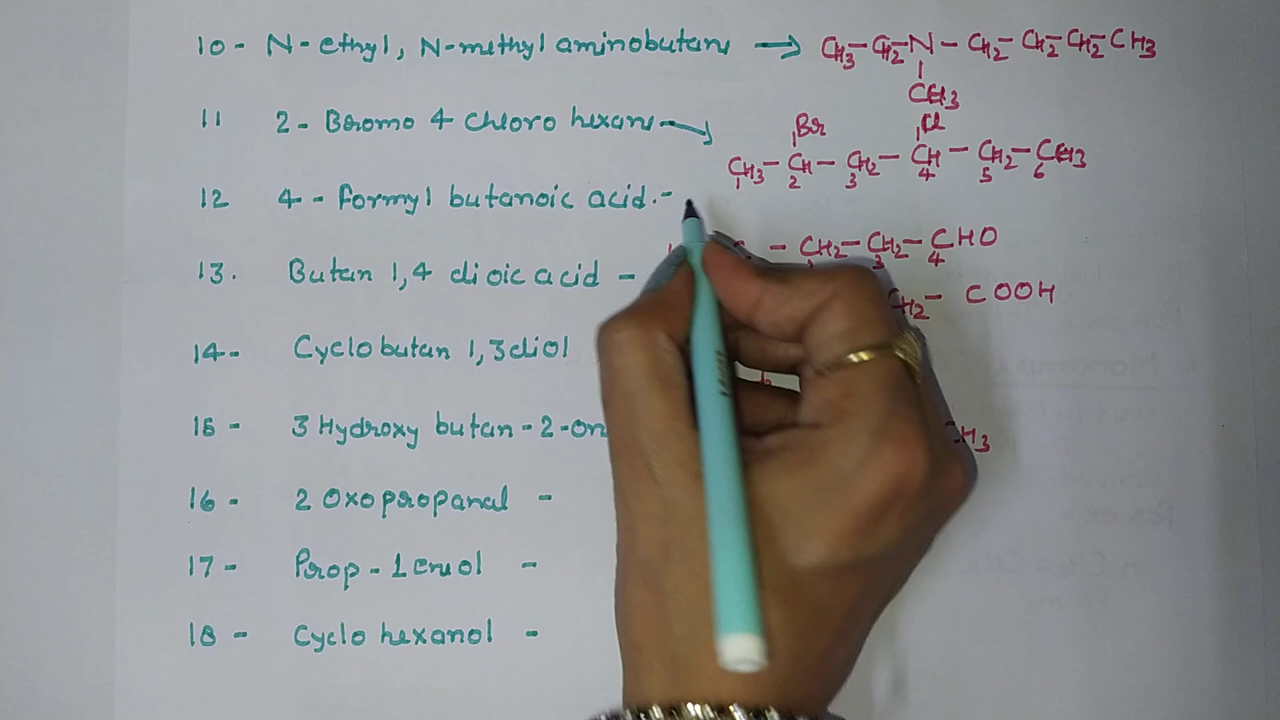 10 - N-ethyl, N-methyl aminobutane → CH3 - CH2 - N - CH2 - CH2 - CH2 - CH3
CH3
11 2 - Bromo 4 chloro hexane →
Br Cl
CH3 - CH - CH2 - CH - CH2 - CH3
1 2 3 4 5 6
12 4 - formyl butanoic acid. -
- CH2 - CH2 - CHO
3 4
13. Butan 1,4 dioic acid -
CH2 - COOH
14 - Cyclobutan 1,3 diol
15 - 3 Hydroxy butan - 2 - on
CH3
16 - 2 Oxopropanal -
17 - Prop - 1 enol -
18 - Cyclo hexanol -